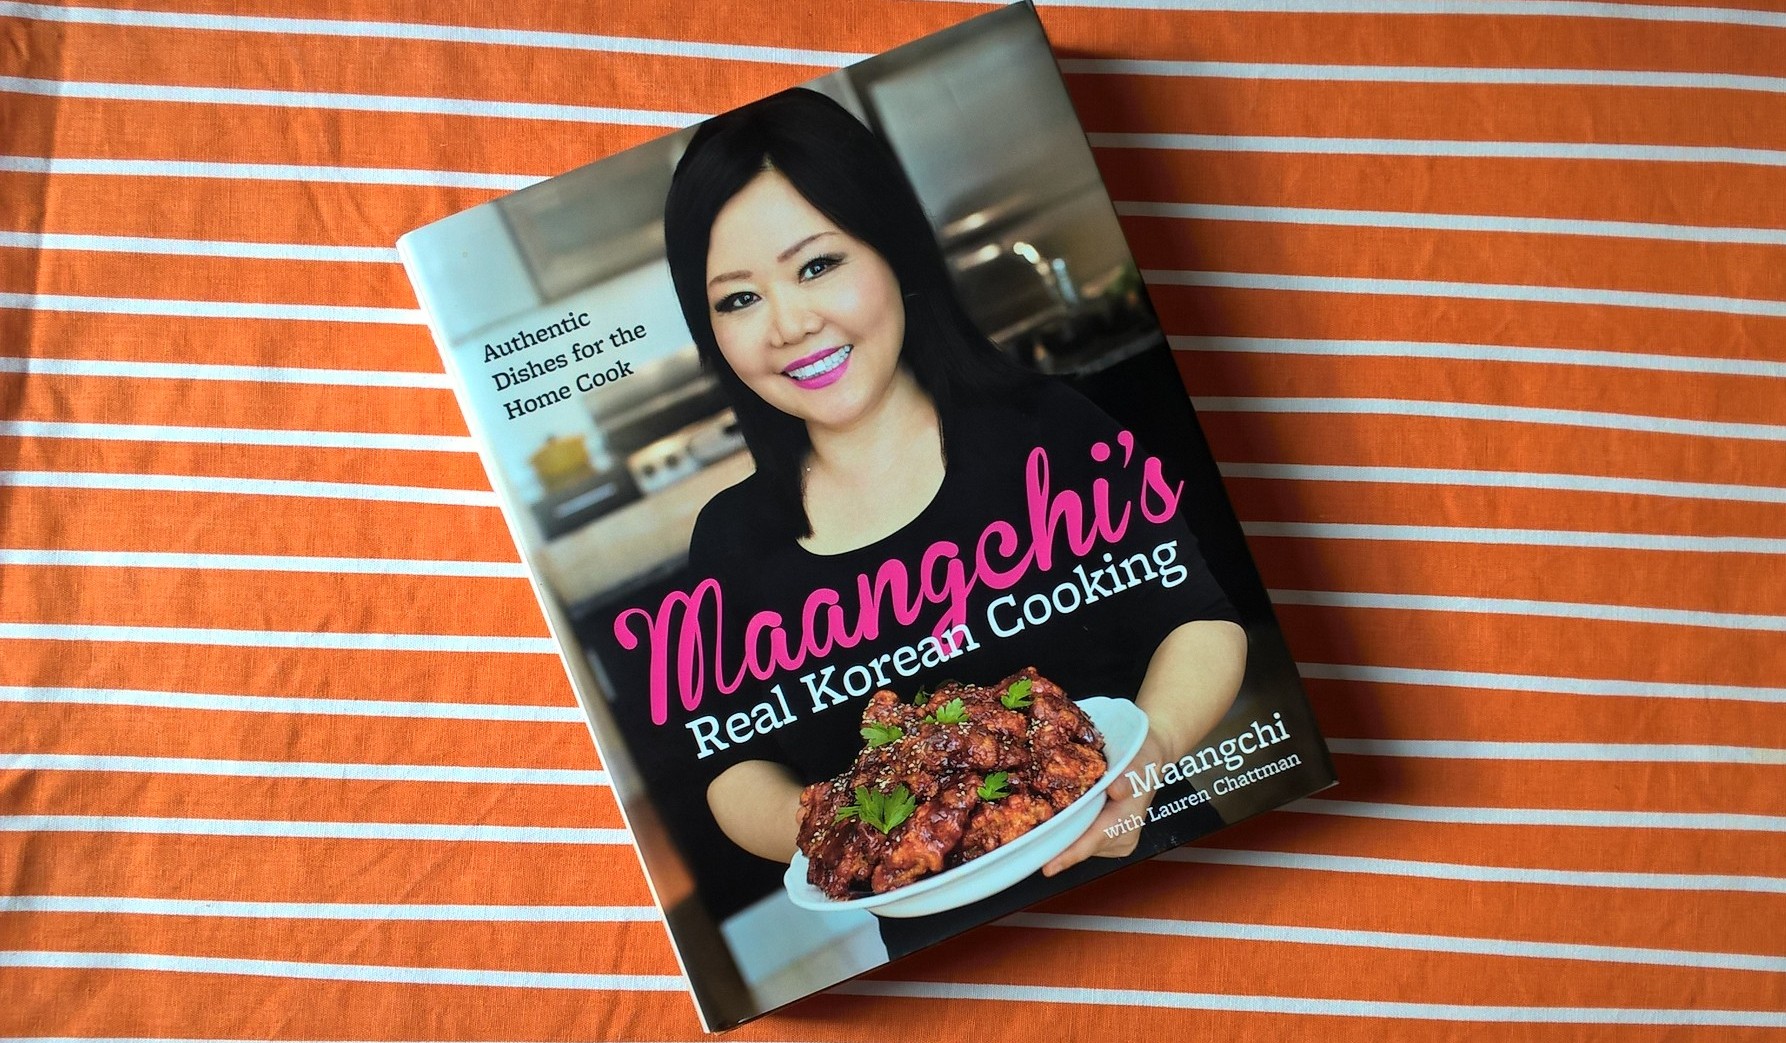 Authentic
Dishes for the
Home Cook
Maangchi's
Real Korean Cooking
Maangchi
with Lauren Chattman